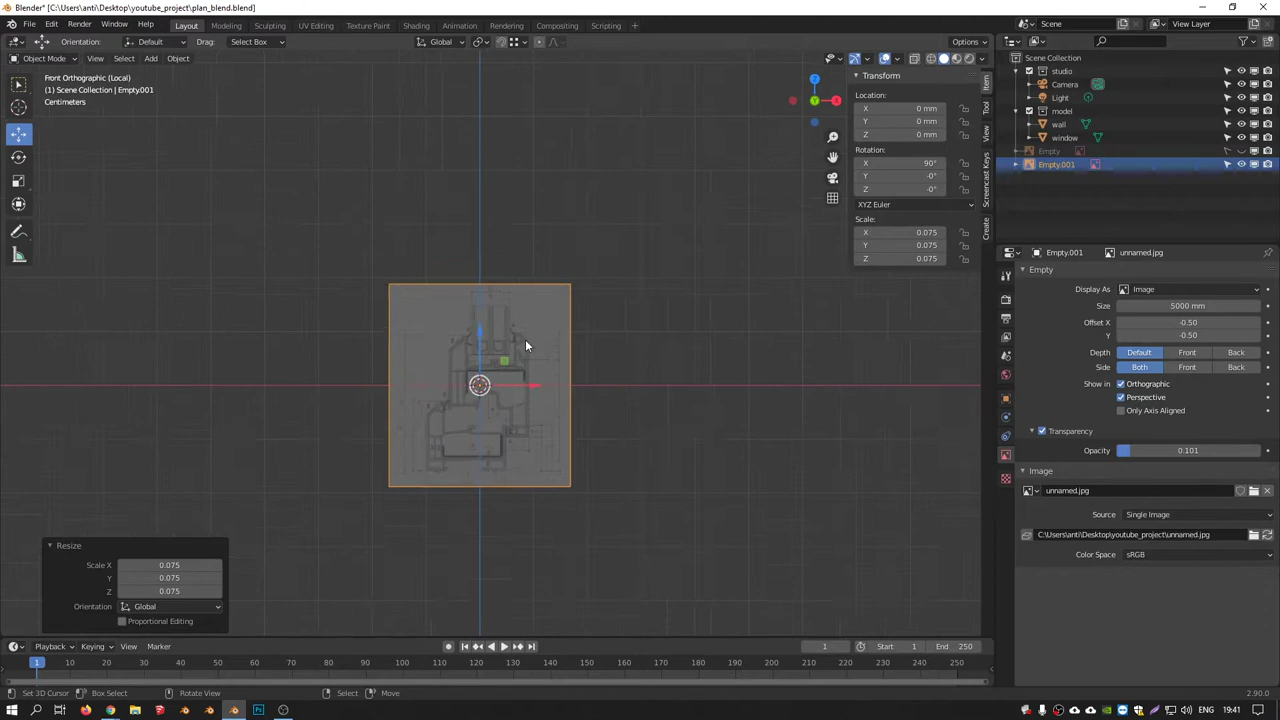 Blender* [C:\Users\anti\Desktop\youtube_project\plan_blend.blend]
File Edit Render Window Help Layout Modeling Sculpting UV Editing Texture Paint Shading Animation Rendering Compositing Scripting + Scene View Layer
Orientation: Default Drag: Select Box Global Options
Object Mode View Select Add Object
Front Orthographic (Local)
(1) Scene Collection | Empty.001
Centimeters
Z
Y
X
Transform
Location:
X 0 mm
Y 0 mm
Z 0 mm
Rotation:
X 90°
Y -0°
Z -0°
XYZ Euler
Scale:
X 0.075
Y 0.075
Z 0.075
Item
Tool
View
Screencast Keys
Create
Scene Collection
studio
Camera
Light
model
wall
window
Empty
Empty.001
Empty.001 unnamed.jpg
Empty
Display As Image
Size 5000 mm
Offset X -0.50
Y -0.50
Depth Default Front Back
Side Both Front Back
Show in Orthographic
Perspective
Only Axis Aligned
Transparency
Opacity 0.101
Image
unnamed.jpg
Source Single Image
C:\Users\anti\Desktop\youtube_project\unnamed.jpg
Color Space sRGB
Resize
Scale X 0.075
Y 0.075
Z 0.075
Orientation Global
Proportional Editing
Playback Keying View Marker 1 Start 1 End 250
1 10 20 30 40 50 60 70 80 90 100 110 120 130 140 150 160 170 180 190 200 210 220 230 240 250
Set 3D Cursor Box Select Rotate View Select Move 2.90.0
Ps ENG 19:41